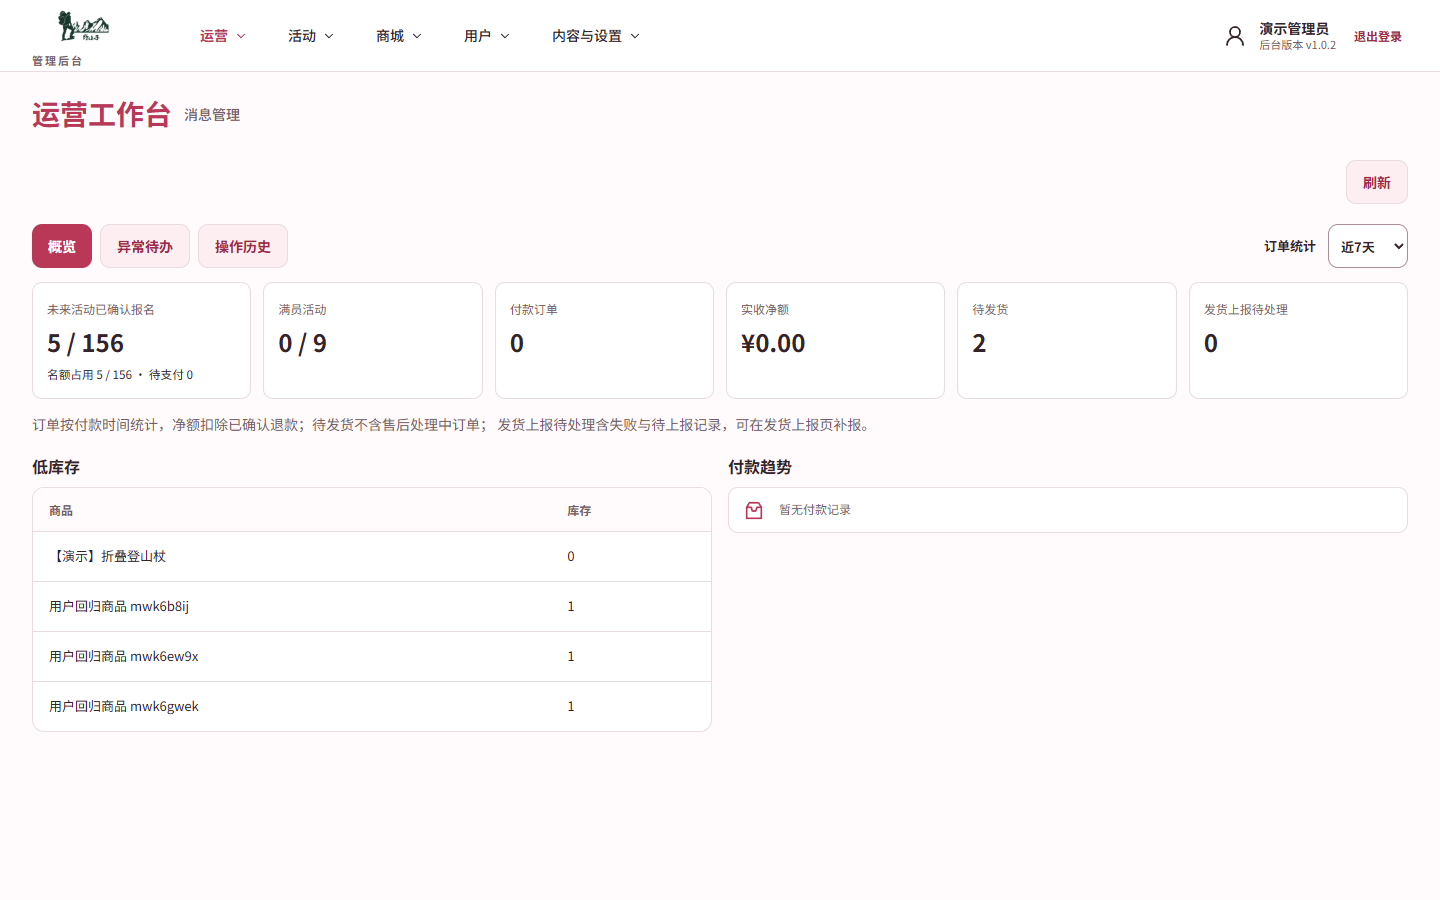 管理后台
运营
活动
商城
用户
内容与设置
演示管理员
后台版本 v1.0.2
退出登录
运营工作台
消息管理
刷新
概览
异常待办
操作历史
订单统计
近7天
未来活动已确认报名
5 / 156
名额占用 5 / 156 · 待支付 0
满员活动
0 / 9
付款订单
0
实收净额
¥0.00
待发货
2
发货上报待处理
0
订单按付款时间统计，净额扣除已确认退款；待发货不含售后处理中订单； 发货上报待处理含失败与待上报记录，可在发货上报页补报。
低库存
商品 库存
【演示】折叠登山杖 0
用户回归商品 mwk6b8ij 1
用户回归商品 mwk6ew9x 1
用户回归商品 mwk6gwek 1
付款趋势
暂无付款记录